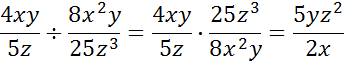 4xy/5z ÷ 8x²y/25z³ = 4xy/5z · 25z³/8x²y = 5yz²/2x